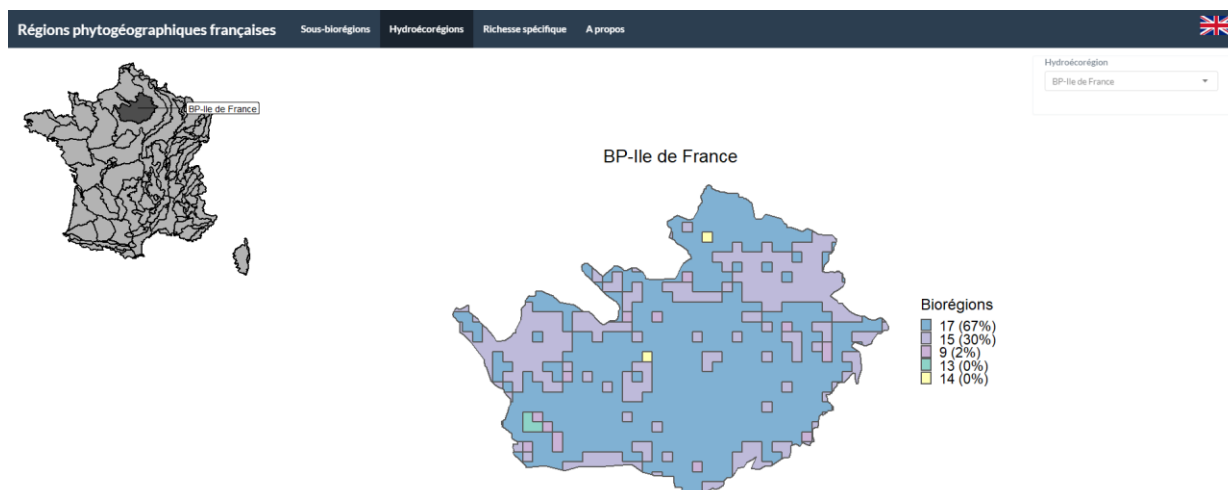 Régions phytogéographiques françaises Sous-biorégions Hydroécorégions Richesse spécifique A propos
Hydroécorégion
BP-Ile de France
BP-Ile de France
BP-Ile de France
Biorégions
17 (67%)
15 (30%)
9 (2%)
13 (0%)
14 (0%)